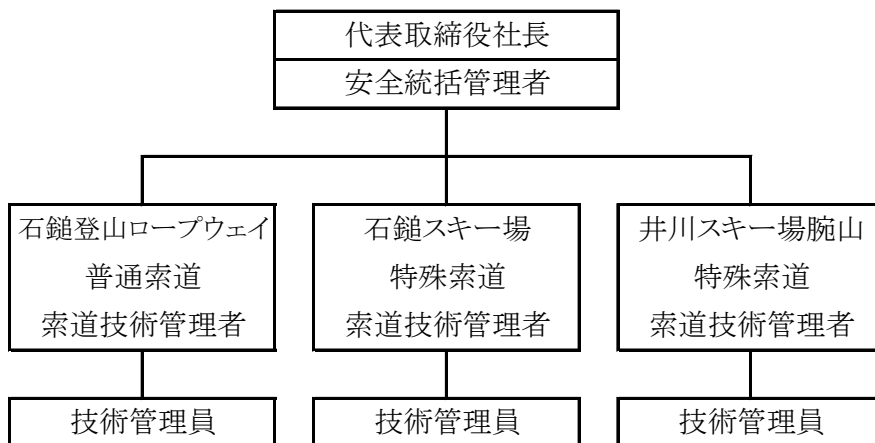 代表取締役社長
安全統括管理者
石鎚登山ロープウェイ
普通索道
索道技術管理者
石鎚スキー場
特殊索道
索道技術管理者
井川スキー場腕山
特殊索道
索道技術管理者
技術管理員
技術管理員
技術管理員